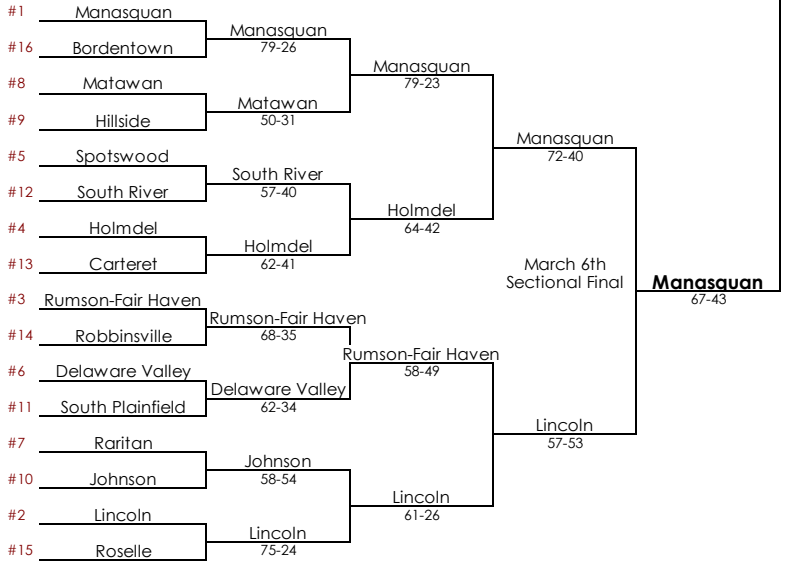 #1 Manasquan
Manasquan
79-26
#16 Bordentown
Manasquan
79-23
#8 Matawan
Matawan
50-31
#9 Hillside
Manasquan
72-40
#5 Spotswood
South River
57-40
#12 South River
Holmdel
64-42
#4 Holmdel
Holmdel
62-41
#13 Carteret
March 6th
Sectional Final
Manasquan
67-43
#3 Rumson-Fair Haven
Rumson-Fair Haven
68-35
#14 Robbinsville
Rumson-Fair Haven
58-49
#6 Delaware Valley
Delaware Valley
62-34
#11 South Plainfield
Lincoln
57-53
#7 Raritan
Johnson
58-54
#10 Johnson
Lincoln
61-26
#2 Lincoln
Lincoln
75-24
#15 Roselle